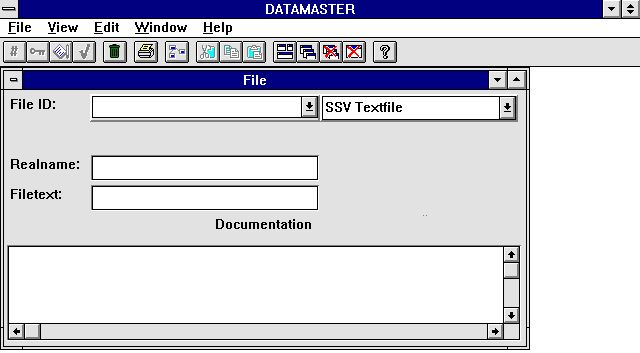 DATAMASTER
File View Edit Window Help
# ?
File
File ID: SSV Textfile
Realname:
Filetext:
Documentation